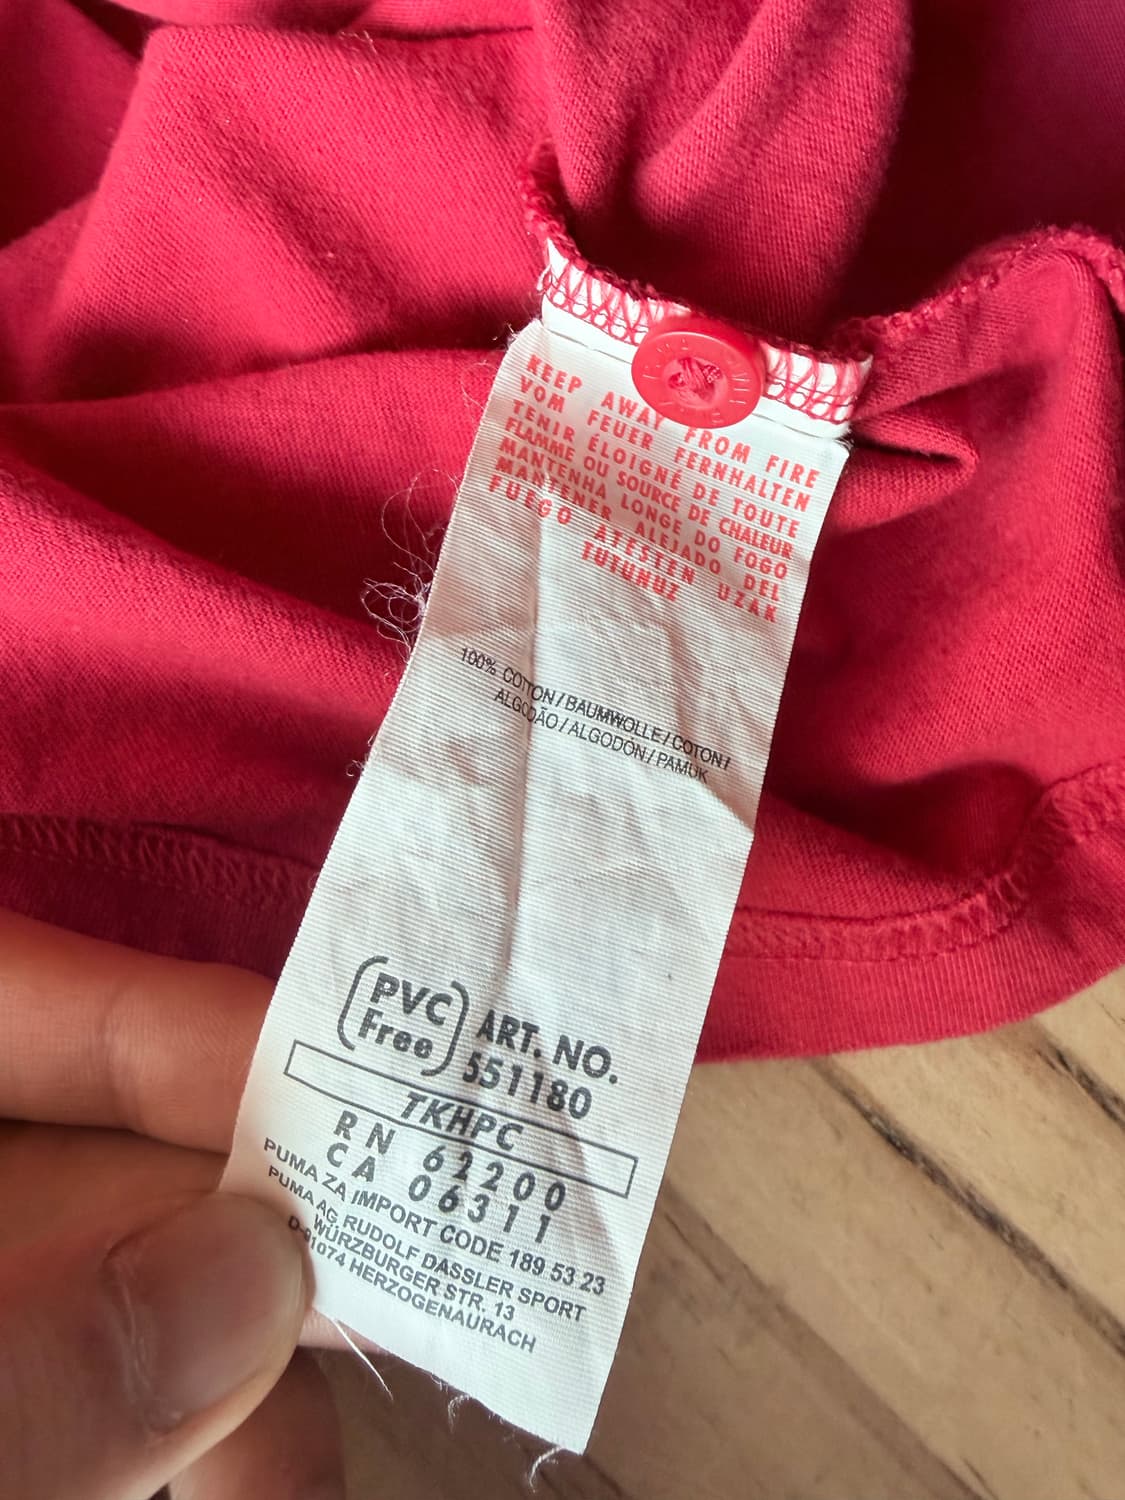 KEEP AWAY FROM FIRE
VOM FEUER FERNHALTEN
TENIR ÉLOIGNÉ DE TOUTE
FLAMME OU SOURCE DE CHALEUR
MANTENHA LONGE DO FOGO
MANTENER ALEJADO DEL
FUEGO ATESTEN UZAK
TUTUNUZ
100% COTTON/BAUMWOLLE/COTON/
ALGODÃO/ALGODÓN/PAMUK
PVC
Free
ART. NO.
551180
TKHPC
RN 62200
CA 06311
PUMA ZA IMPORT CODE 189 53 23
PUMA AG RUDOLF DASSLER SPORT
WÜRZBURGER STR. 13
D-91074 HERZOGENAURACH